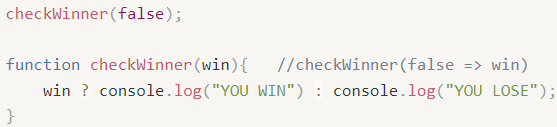 checkWinner(false);
function checkWinner(win){   //checkWinner(false => win)
    win ? console.log("YOU WIN") : console.log("YOU LOSE");
}